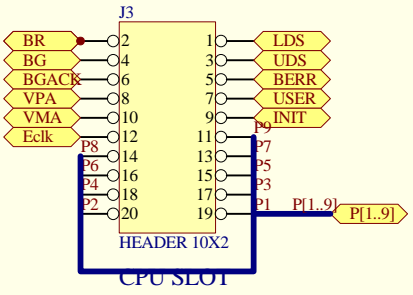 J3
BR 2 1 LDS
BG 4 3 UDS
BGACK 6 5 BERR
VPA 8 7 USER
VMA 10 9 INIT
Eclk 12 11 P9
P8 14 13 P7
P6 16 15 P5
P4 18 17 P3
P2 20 19 P1 P[1..9] P[1..9]
HEADER 10X2
CPU SLOT